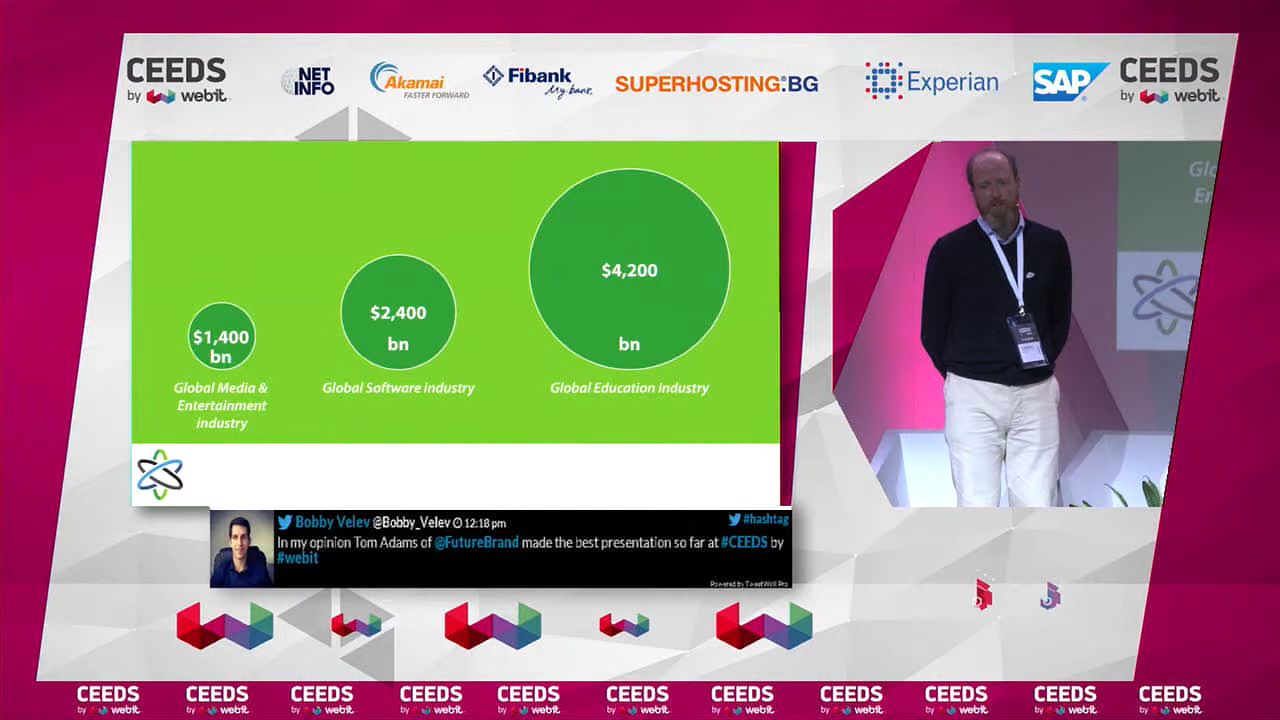 CEEDS
by webit
NET
INFO
Akamai
FASTER FORWARD
Fibank
My bank.
SUPERHOSTING.BG
Experian
SAP
CEEDS
by webit
$1,400
bn
Global Media &
Entertainment
industry
$2,400
bn
Global Software industry
$4,200
bn
Global Education Industry
Bobby Velev @Bobby_Velev 12:18 pm
#hashtag
In my opinion Tom Adams of @FutureBrand made the best presentation so far at #CEEDS by
#webit
Powered by TweetWall Pro
CEEDS
by webit
CEEDS
by webit
CEEDS
by webit
CEEDS
by webit
CEEDS
by webit
CEEDS
by webit
CEEDS
by webit
CEEDS
by webit
CEEDS
by webit
CEEDS
by webit
CEEDS
by webit